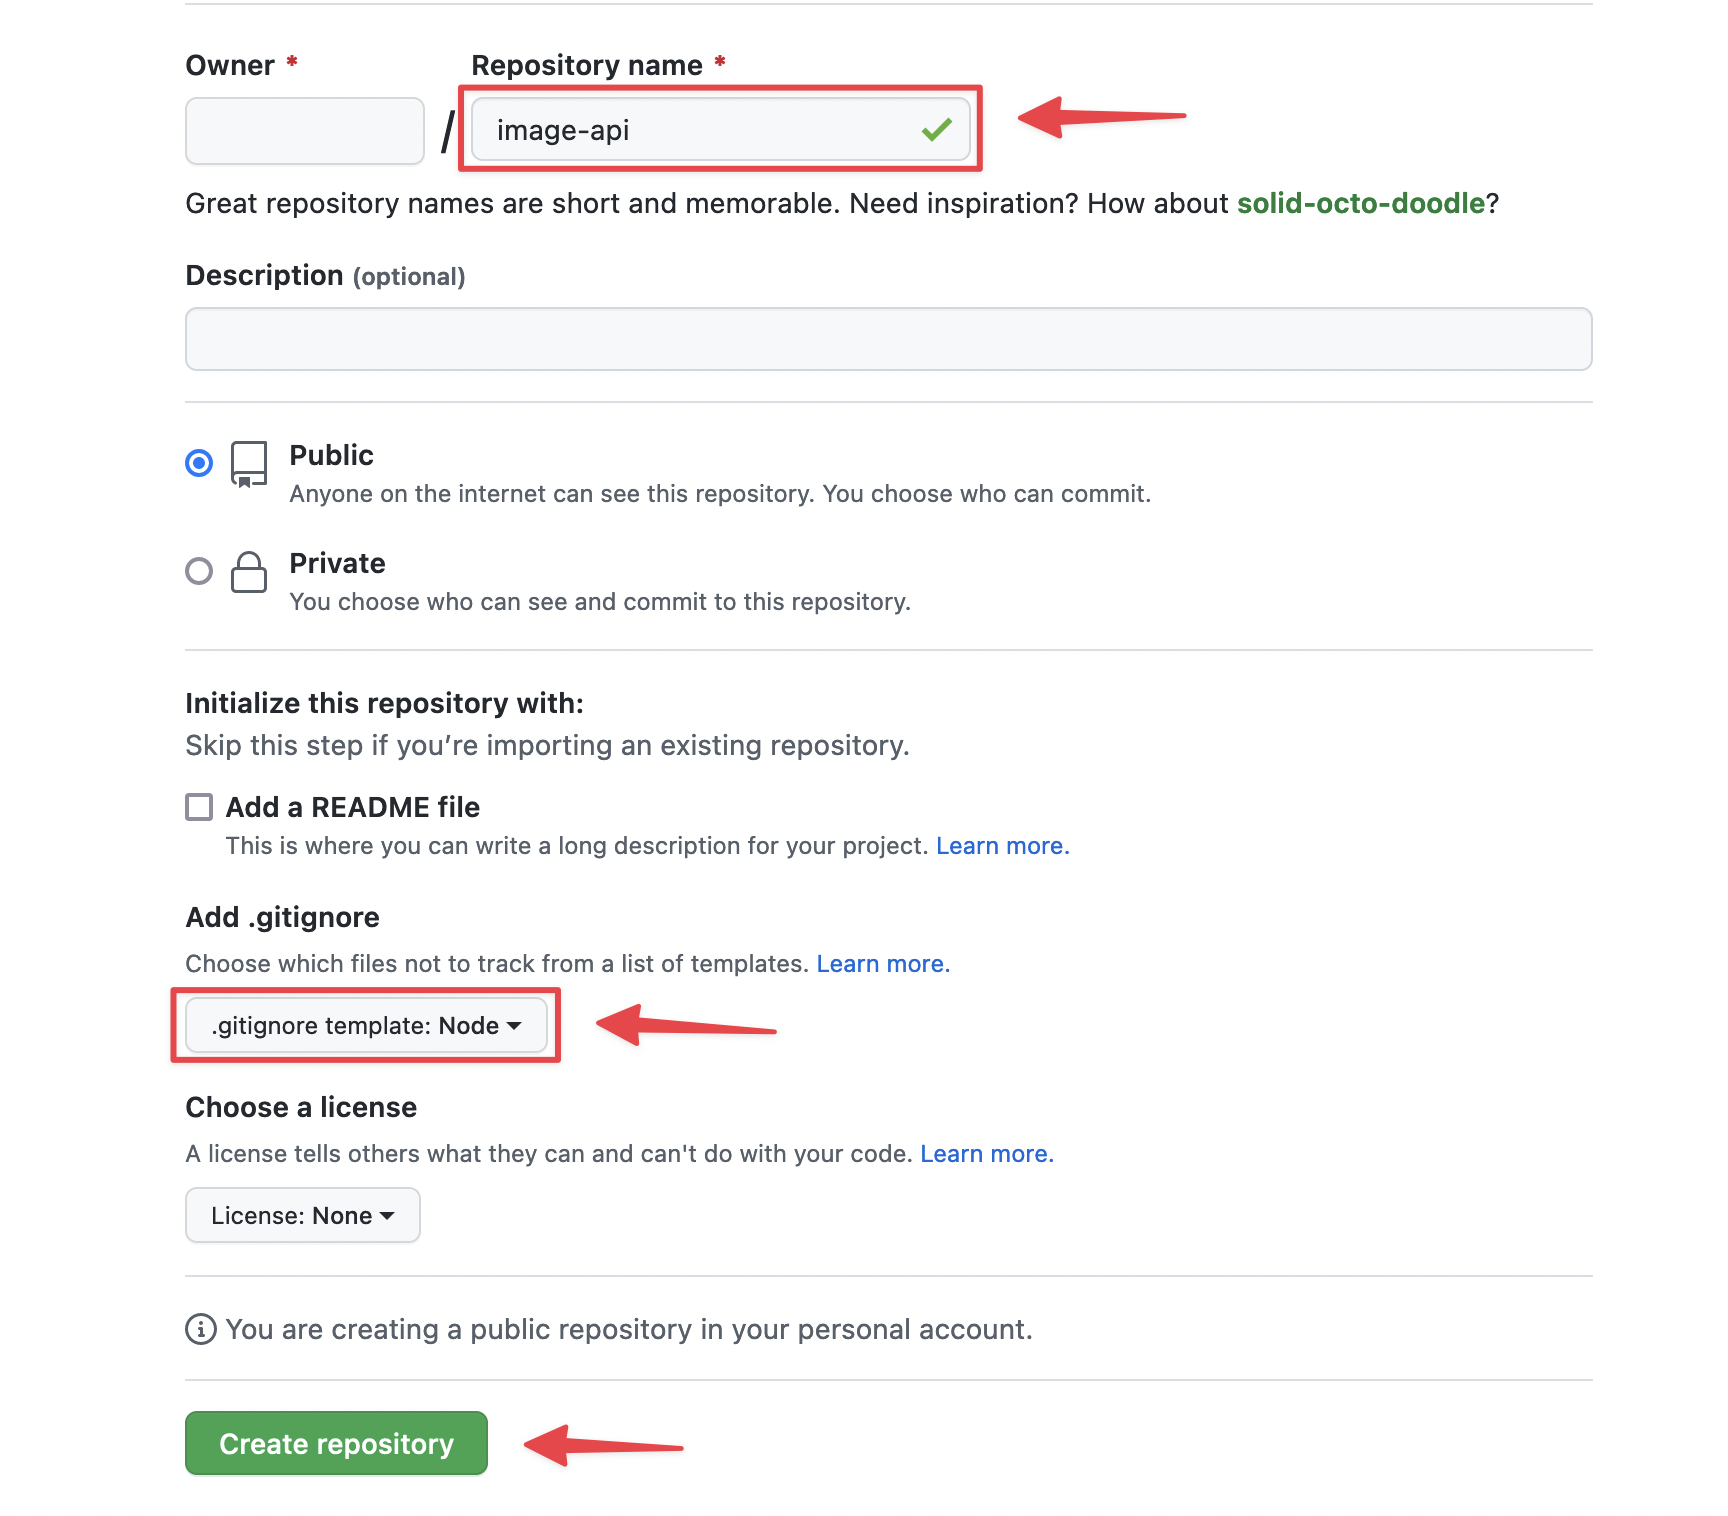 Owner *
Repository name *
/
image-api
Great repository names are short and memorable. Need inspiration? How about solid-octo-doodle?
Description (optional)
Public
Anyone on the internet can see this repository. You choose who can commit.
Private
You choose who can see and commit to this repository.
Initialize this repository with:
Skip this step if you’re importing an existing repository.
Add a README file
This is where you can write a long description for your project. Learn more.
Add .gitignore
Choose which files not to track from a list of templates. Learn more.
.gitignore template: Node
Choose a license
A license tells others what they can and can't do with your code. Learn more.
License: None
You are creating a public repository in your personal account.
Create repository